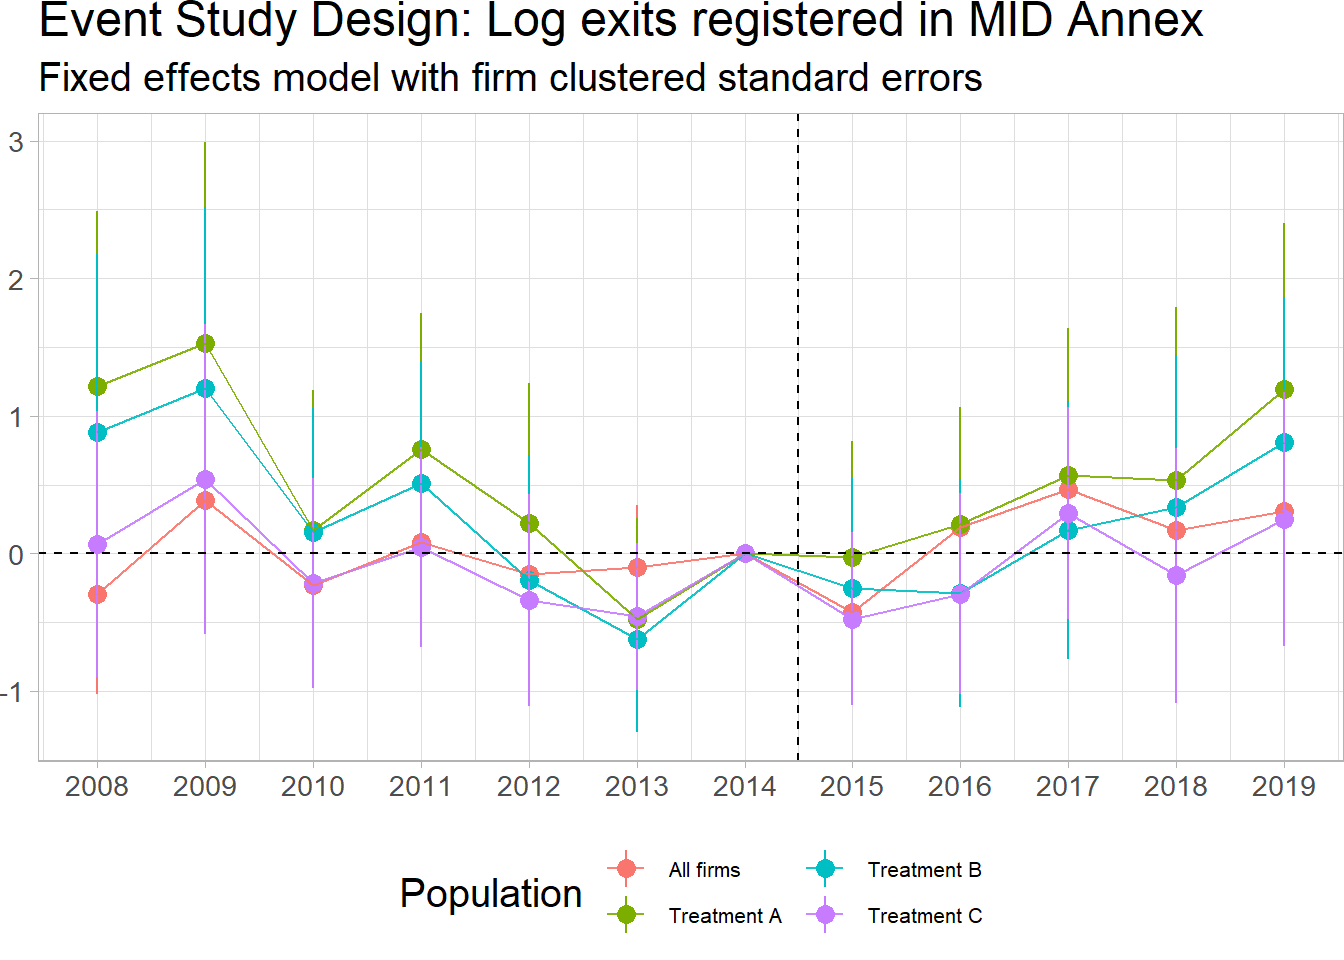 Event Study Design: Log exits registered in MID Annex
Fixed effects model with firm clustered standard errors
3
2
1
0
-1
2008 2009 2010 2011 2012 2013 2014 2015 2016 2017 2018 2019
Population
All firms
Treatment A
Treatment B
Treatment C